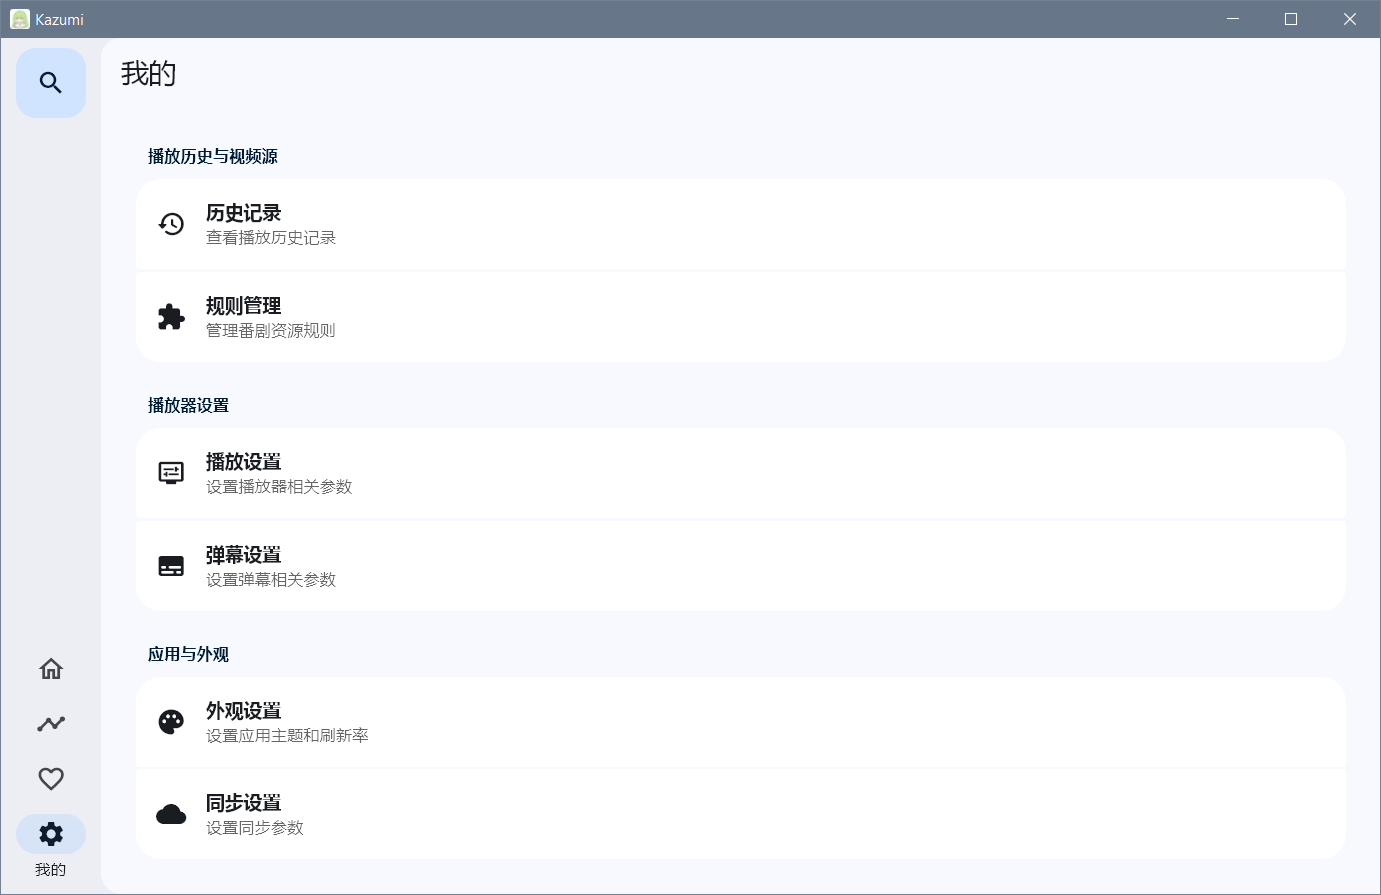 Kazumi
我的
播放历史与视频源
历史记录
查看播放历史记录
规则管理
管理番剧资源规则
播放器设置
播放设置
设置播放器相关参数
弹幕设置
设置弹幕相关参数
应用与外观
外观设置
设置应用主题和刷新率
同步设置
设置同步参数
我的